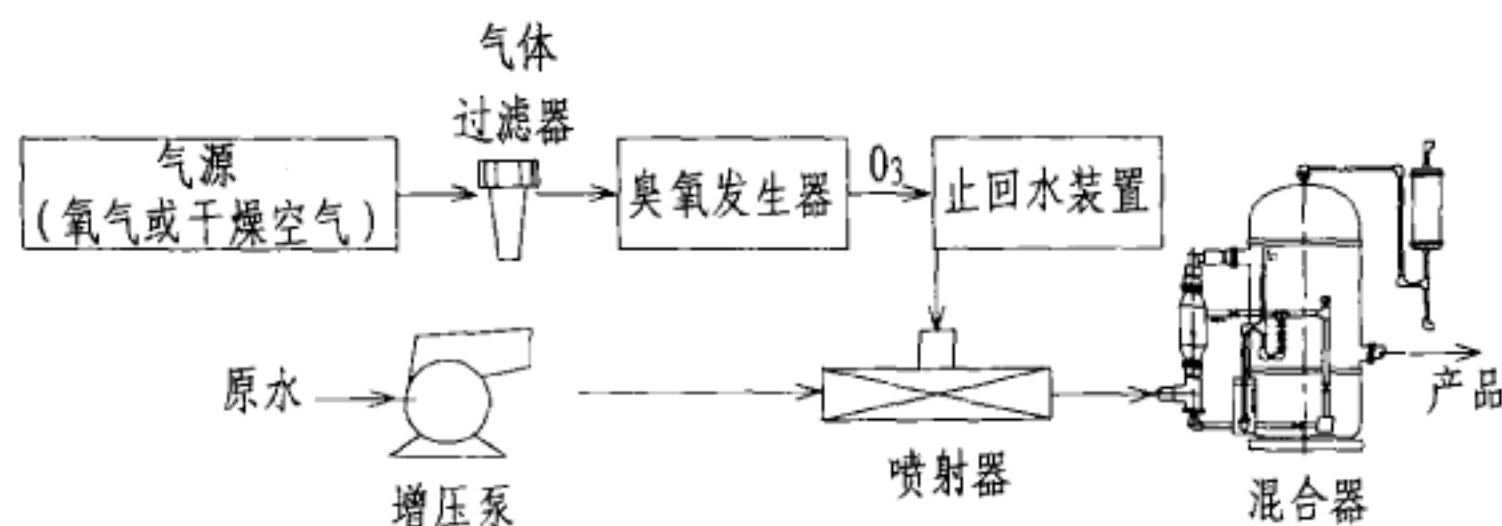 气体
过滤器
气源
（氧气或干燥空气）
臭氧发生器
O₃
止回水装置
原水
增压泵
喷射器
混合器
产品